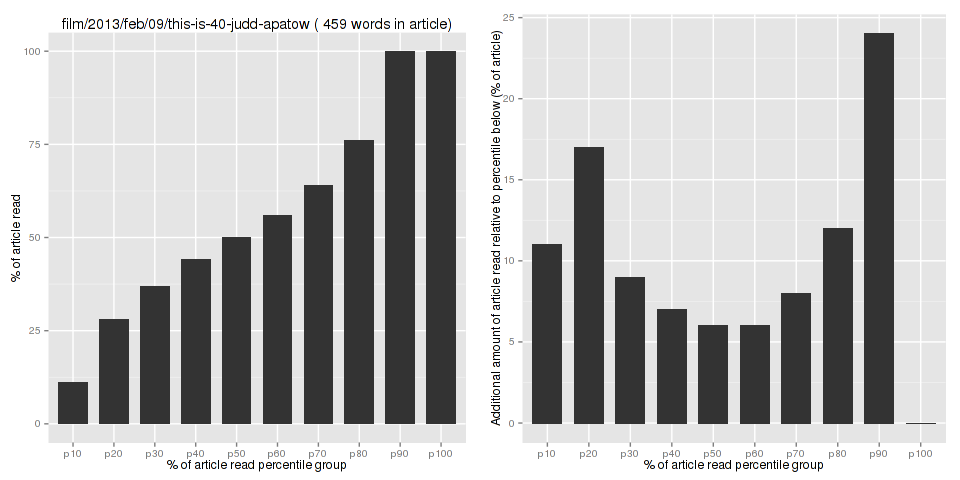 film/2013/feb/09/this-is-40-judd-apatow ( 459 words in article)
% of article read
100
75
50
25
0
p10 p20 p30 p40 p50 p60 p70 p80 p90 p100
% of article read percentile group
Additional amount of article read relative to percentile below (% of article)
25
20
15
10
5
0
p10 p20 p30 p40 p50 p60 p70 p80 p90 p100
% of article read percentile group